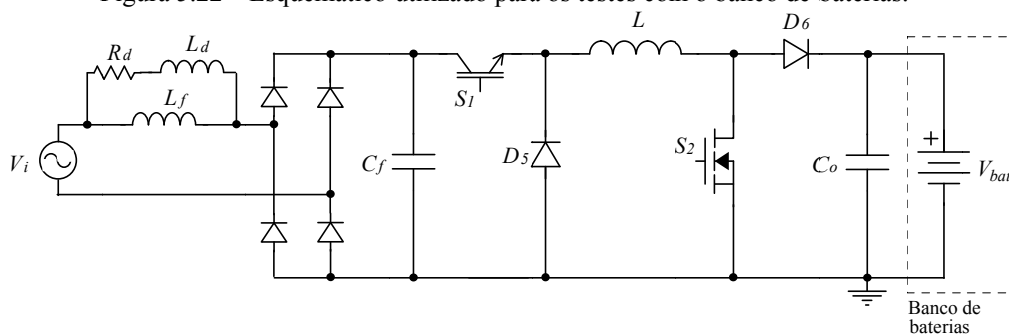 Figura 5.22 – Esquemático utilizado para os testes com o banco de baterias.
L
D6
Ld
Rd
Lf
S1
S2
Vi
Cf
D5
Co
+
Vbat
Banco de
baterias